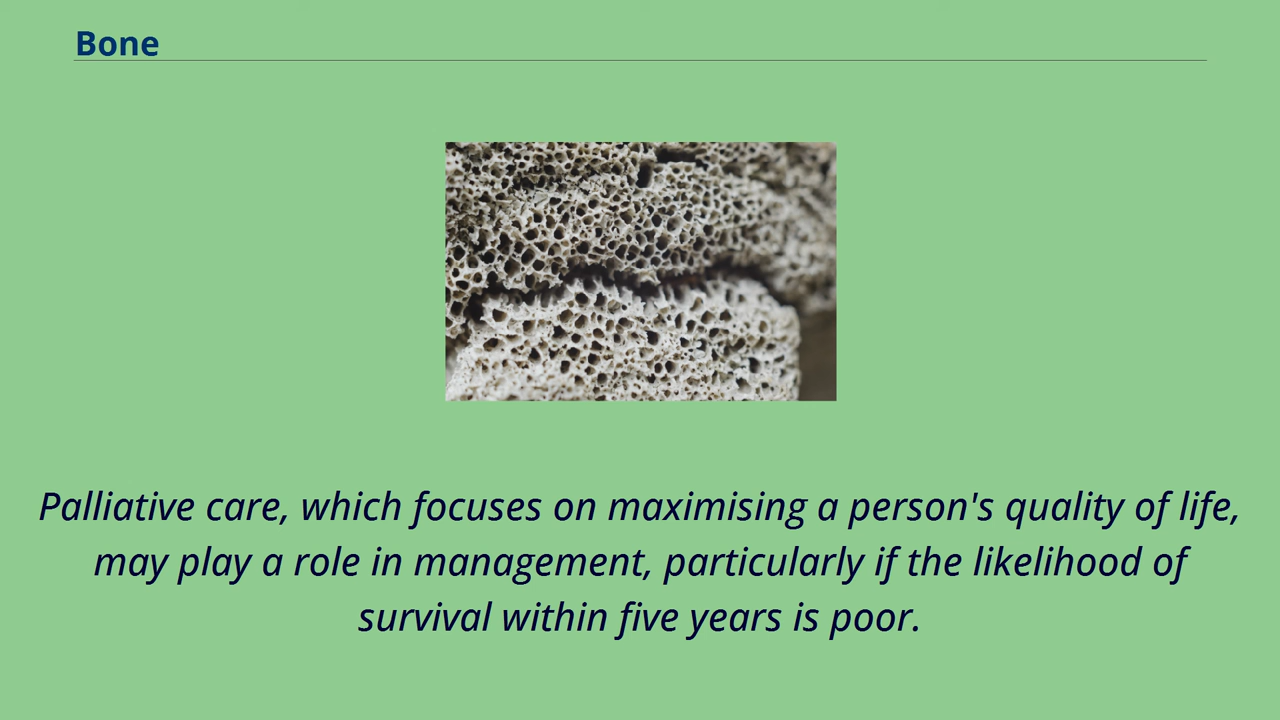 Bone
Palliative care, which focuses on maximising a person's quality of life,
may play a role in management, particularly if the likelihood of
survival within five years is poor.